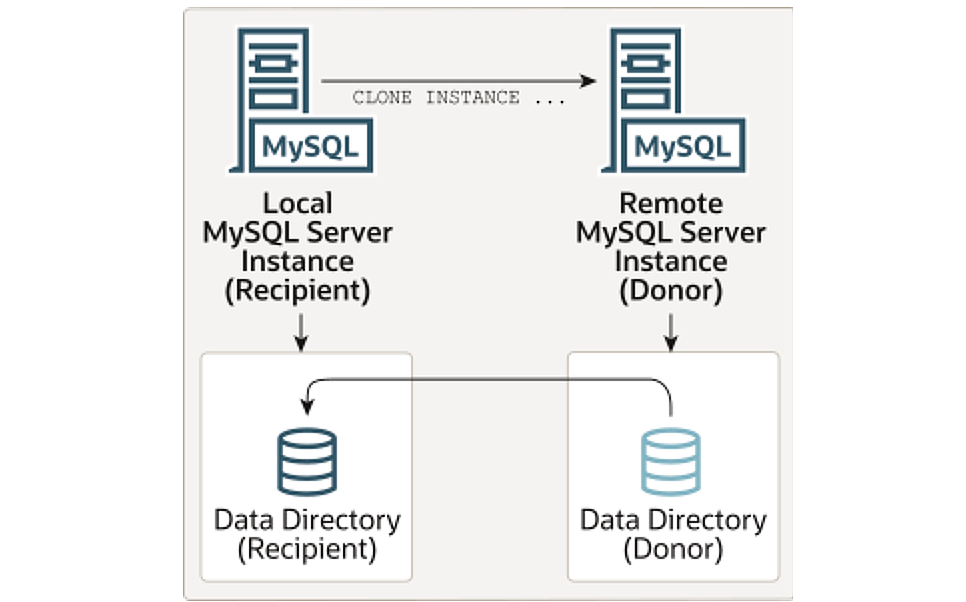 CLONE INSTANCE ...
MySQL
MySQL
Local
MySQL Server
Instance
(Recipient)
Remote
MySQL Server
Instance
(Donor)
Data Directory
(Recipient)
Data Directory
(Donor)